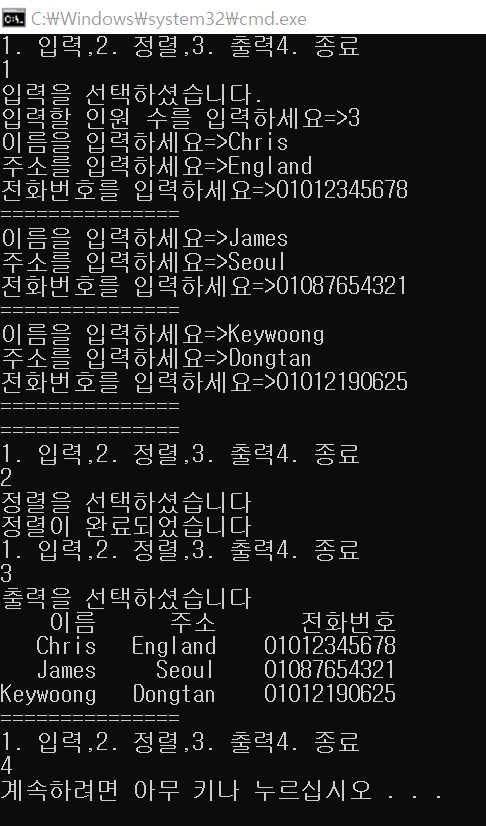 C:\Windows\system32\cmd.exe
1. 입력,2. 정렬,3. 출력4. 종료
1
입력을 선택하셨습니다.
입력할 인원 수를 입력하세요=>3
이름을 입력하세요=>Chris
주소를 입력하세요=>England
전화번호를 입력하세요=>01012345678
===============
이름을 입력하세요=>James
주소를 입력하세요=>Seoul
전화번호를 입력하세요=>01087654321
===============
이름을 입력하세요=>Keywoong
주소를 입력하세요=>Dongtan
전화번호를 입력하세요=>01012190625
===============
===============
1. 입력,2. 정렬,3. 출력4. 종료
2
정렬을 선택하셨습니다
정렬이 완료되었습니다
1. 입력,2. 정렬,3. 출력4. 종료
3
출력을 선택하셨습니다
이름 주소 전화번호
Chris England 01012345678
James Seoul 01087654321
Keywoong Dongtan 01012190625
===============
1. 입력,2. 정렬,3. 출력4. 종료
4
계속하려면 아무 키나 누르십시오 . . .